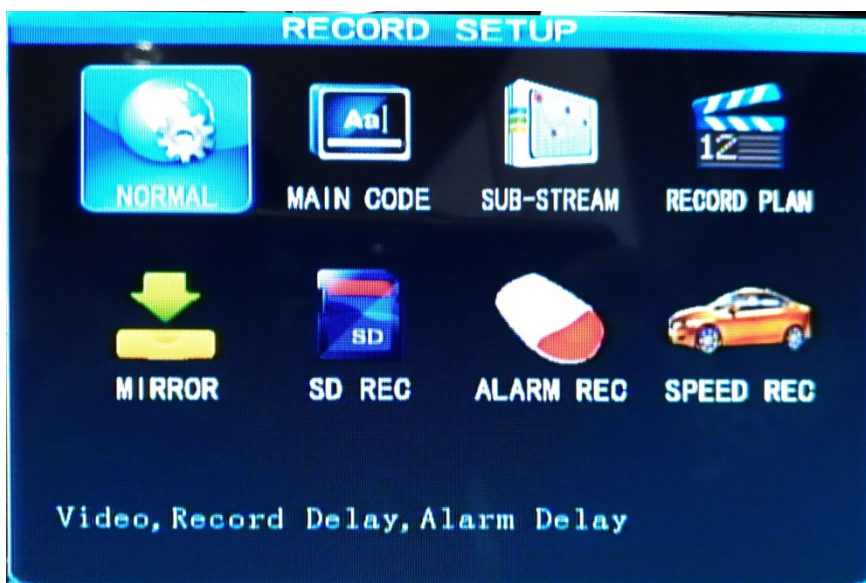 RECORD SETUP
NORMAL
MAIN CODE
SUB-STREAM
RECORD PLAN
MIRROR
SD REC
ALARM REC
SPEED REC
Aa
12
SD
Video, Record Delay, Alarm Delay